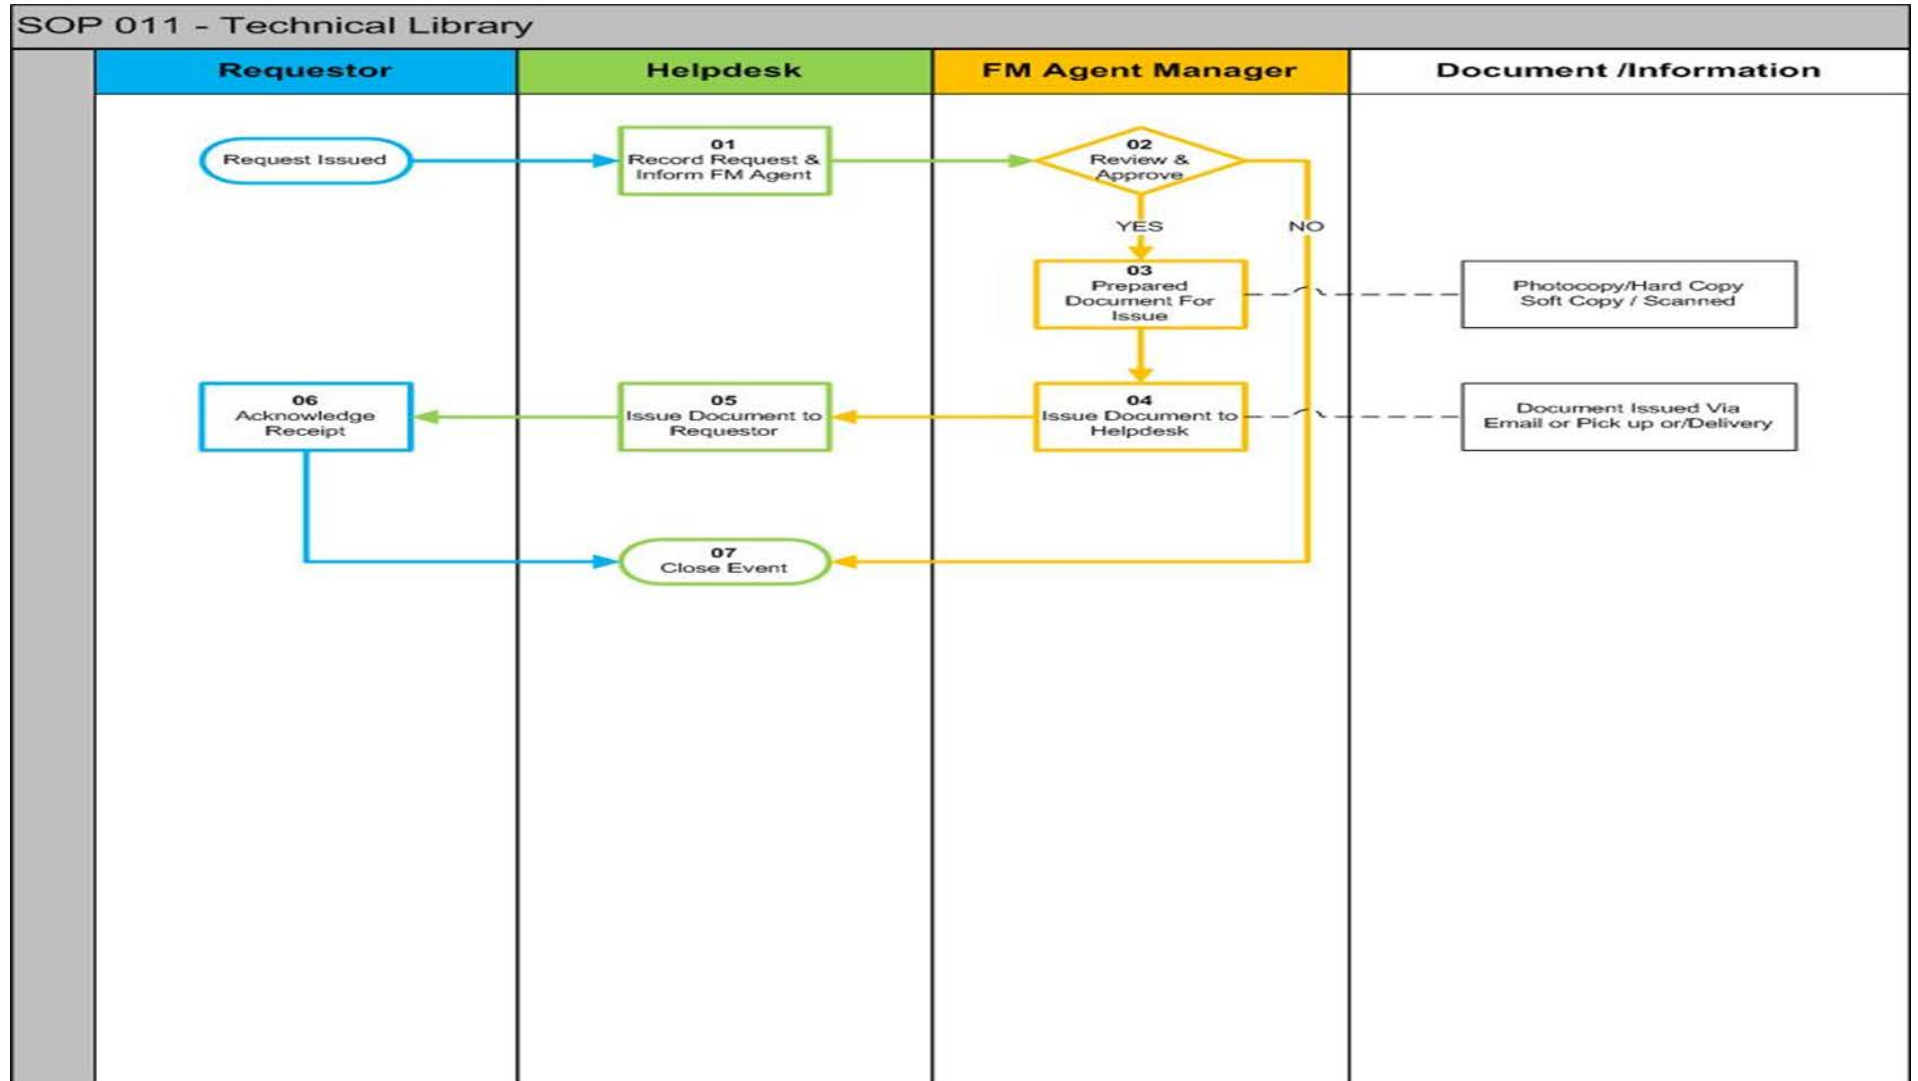 SOP 011 - Technical Library
Requestor
Helpdesk
FM Agent Manager
Document /Information
Request Issued
01
Record Request &
Inform FM Agent
02
Review &
Approve
YES
NO
03
Prepared
Document For
Issue
Photocopy/Hard Copy
Soft Copy / Scanned
06
Acknowledge
Receipt
05
Issue Document to
Requestor
04
Issue Document to
Helpdesk
Document Issued Via
Email or Pick up or/Delivery
07
Close Event